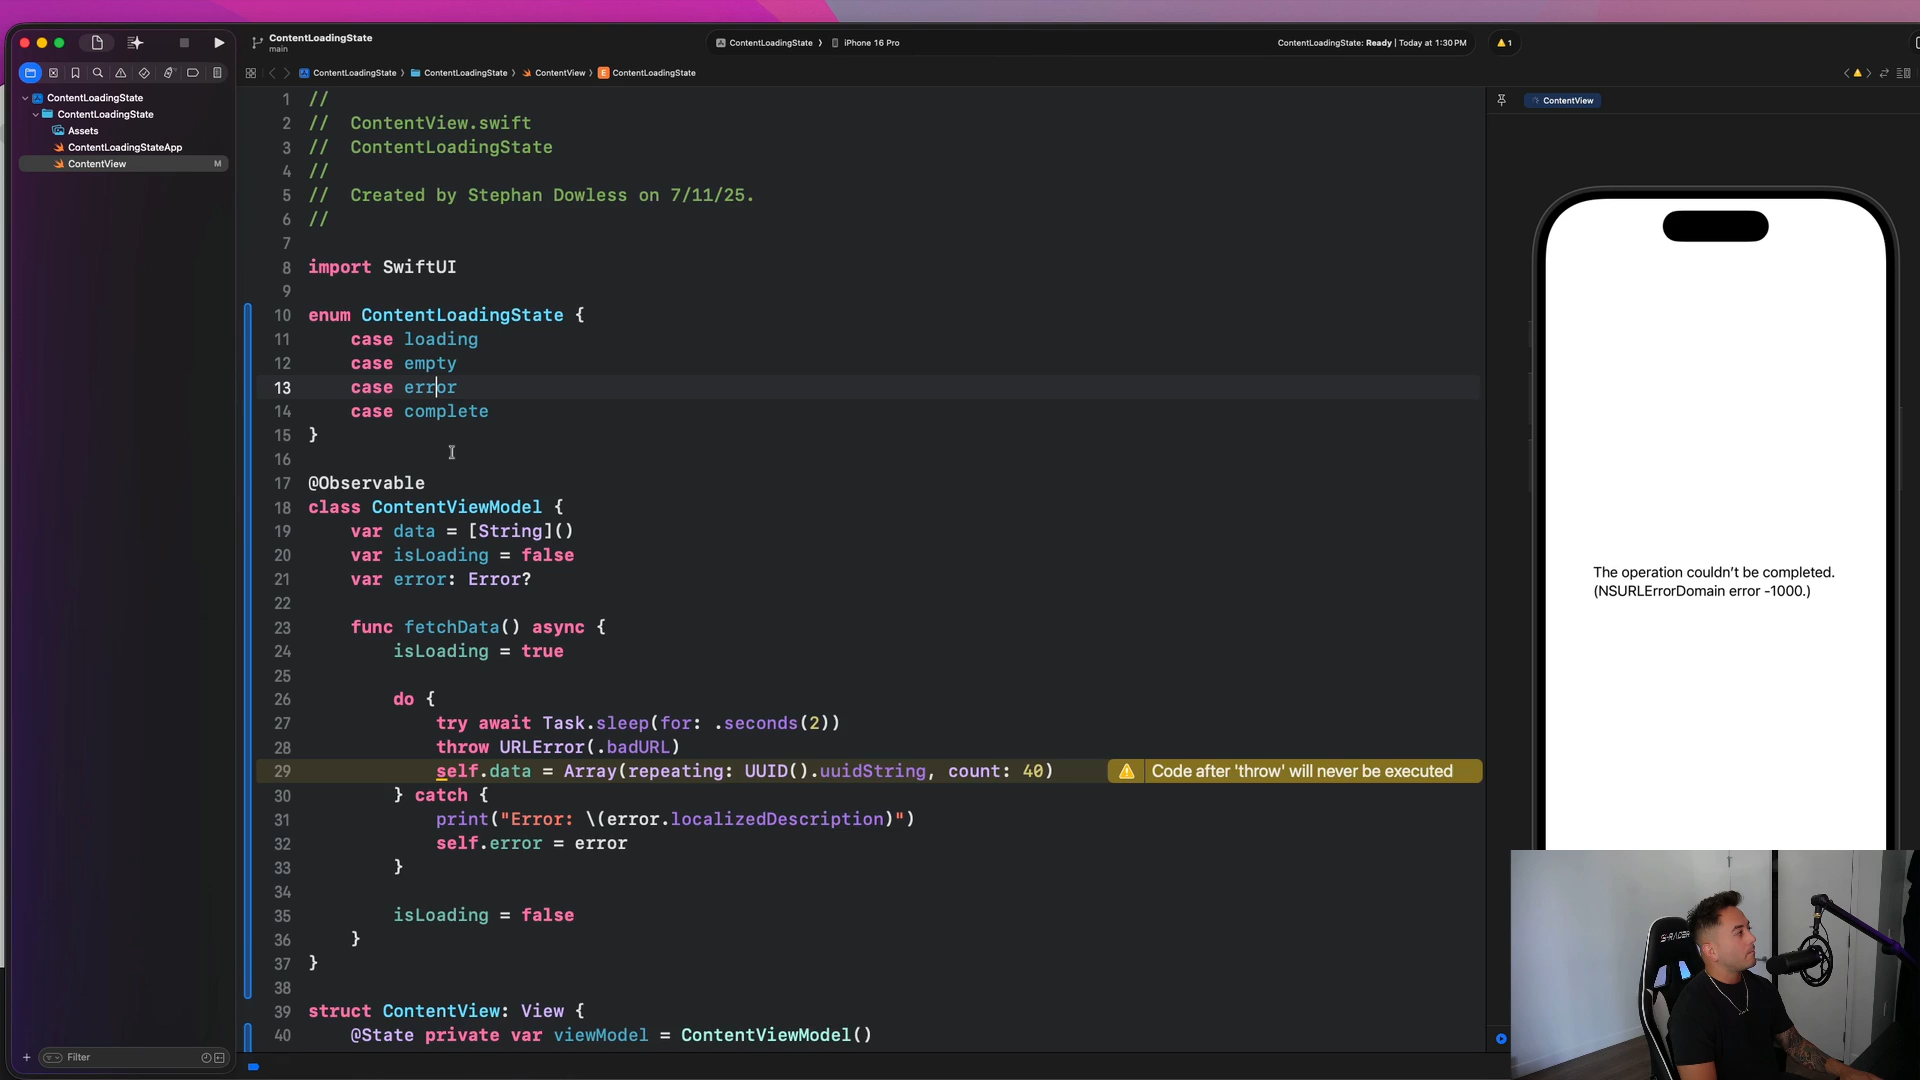 ContentLoadingState
main
ContentLoadingState
iPhone 16 Pro
ContentLoadingState: Ready | Today at 1:30 PM
1
ContentLoadingState
ContentLoadingState
ContentView
ContentLoadingState
ContentLoadingState
ContentLoadingState
Assets
ContentLoadingStateApp
ContentView
M
Filter
1 //
2 // ContentView.swift
3 // ContentLoadingState
4 //
5 // Created by Stephan Dowless on 7/11/25.
6 //
7
8 import SwiftUI
9
10 enum ContentLoadingState {
11 case loading
12 case empty
13 case error
14 case complete
15 }
16
17 @Observable
18 class ContentViewModel {
19 var data = [String]()
20 var isLoading = false
21 var error: Error?
22
23 func fetchData() async {
24 isLoading = true
25
26 do {
27 try await Task.sleep(for: .seconds(2))
28 throw URLError(.badURL)
29 self.data = Array(repeating: UUID().uuidString, count: 40)
Code after 'throw' will never be executed
30 } catch {
31 print("Error: \(error.localizedDescription)")
32 self.error = error
33 }
34
35 isLoading = false
36 }
37 }
38
39 struct ContentView: View {
40 @State private var viewModel = ContentViewModel()
ContentView
The operation couldn’t be completed.
(NSURLErrorDomain error -1000.)
S-RACER